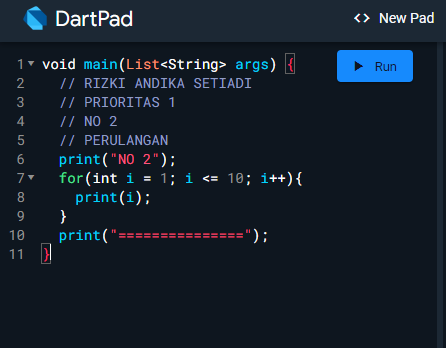 DartPad
<> New Pad
1 void main(List<String> args) {
Run
2 // RIZKI ANDIKA SETIADI
3 // PRIORITAS 1
4 // NO 2
5 // PERULANGAN
6 print("NO 2");
7 for(int i = 1; i <= 10; i++){
8 print(i);
9 }
10 print("===============");
11 }